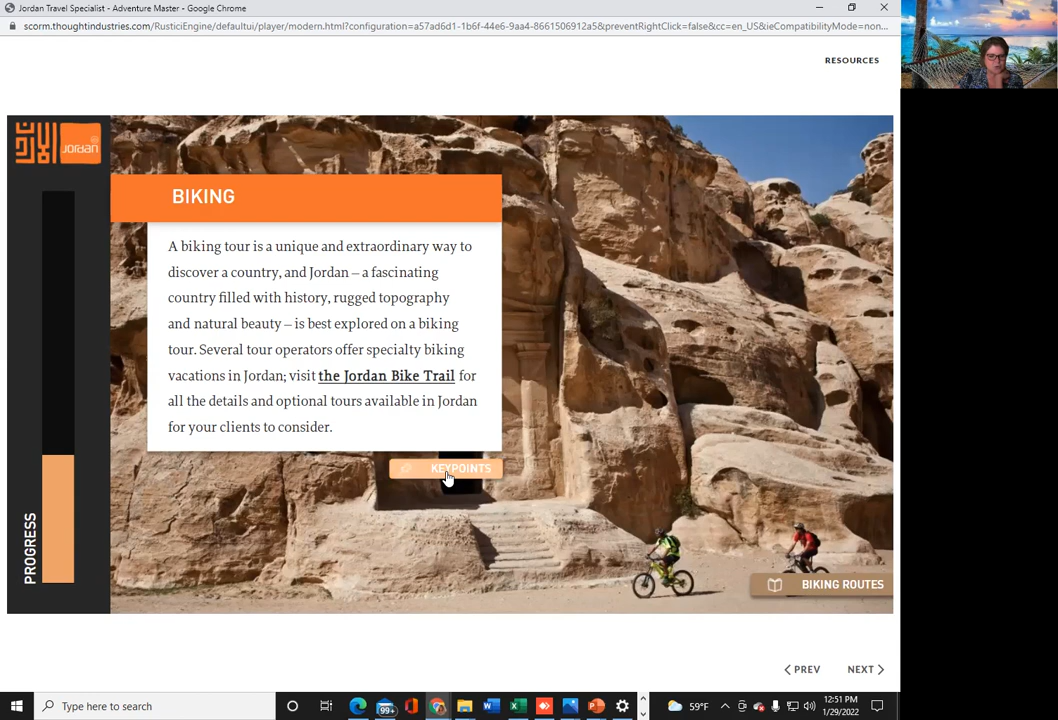 Jordan Travel Specialist - Adventure Master - Google Chrome
scorm.thoughtindustries.com/RusticiEngine/defaultui/player/modern.html?configuration=a57ad6d1-1b6f-44e6-9aa4-8661506912a5&preventRightClick=false&cc=en_US&ieCompatibilityMode=non...
RESOURCES
الأردن
Jordan
BIKING
A biking tour is a unique and extraordinary way to
discover a country, and Jordan – a fascinating
country filled with history, rugged topography
and natural beauty – is best explored on a biking
tour. Several tour operators offer specialty biking
vacations in Jordan; visit the Jordan Bike Trail for
all the details and optional tours available in Jordan
for your clients to consider.
KEYPOINTS
PROGRESS
BIKING ROUTES
PREV NEXT
Type here to search
99+
59°F
12:51 PM
1/29/2022